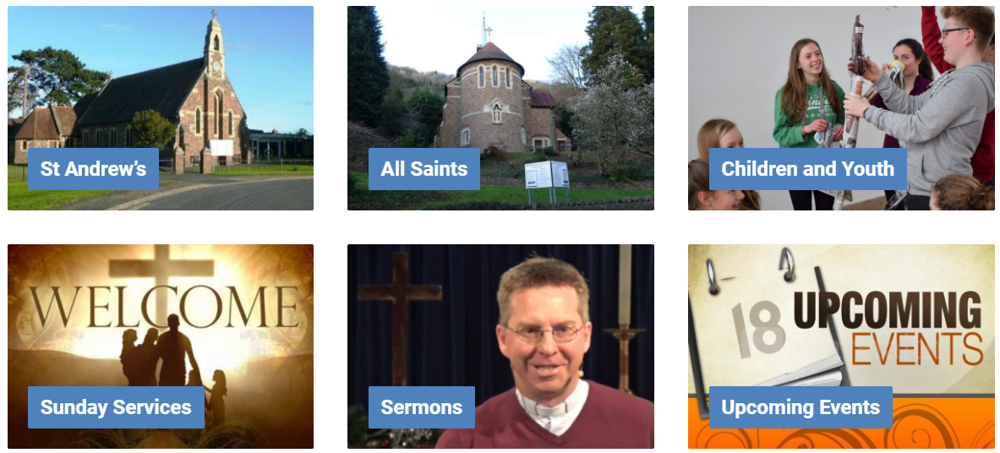 St Andrew's
All Saints
Children and Youth
WELCOME
Sunday Services
Sermons
18
UPCOMING
EVENTS
Upcoming Events